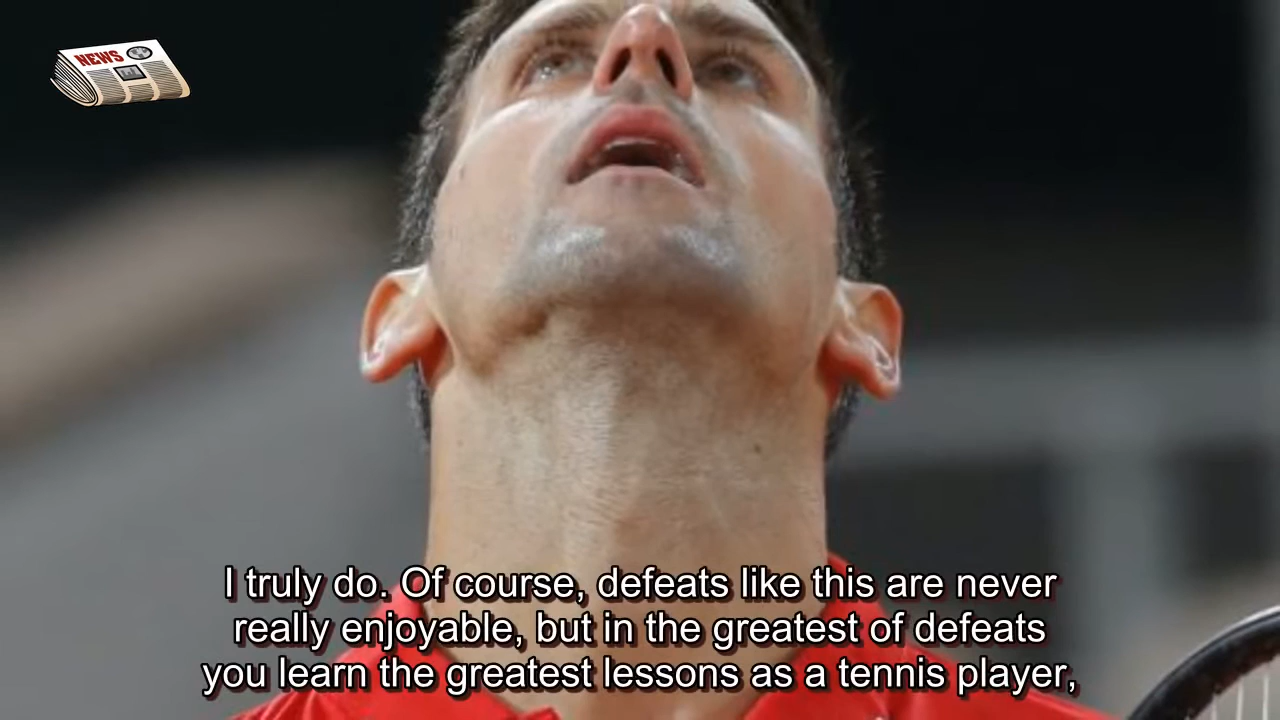 NEWS
I truly do. Of course, defeats like this are never
really enjoyable, but in the greatest of defeats
you learn the greatest lessons as a tennis player,